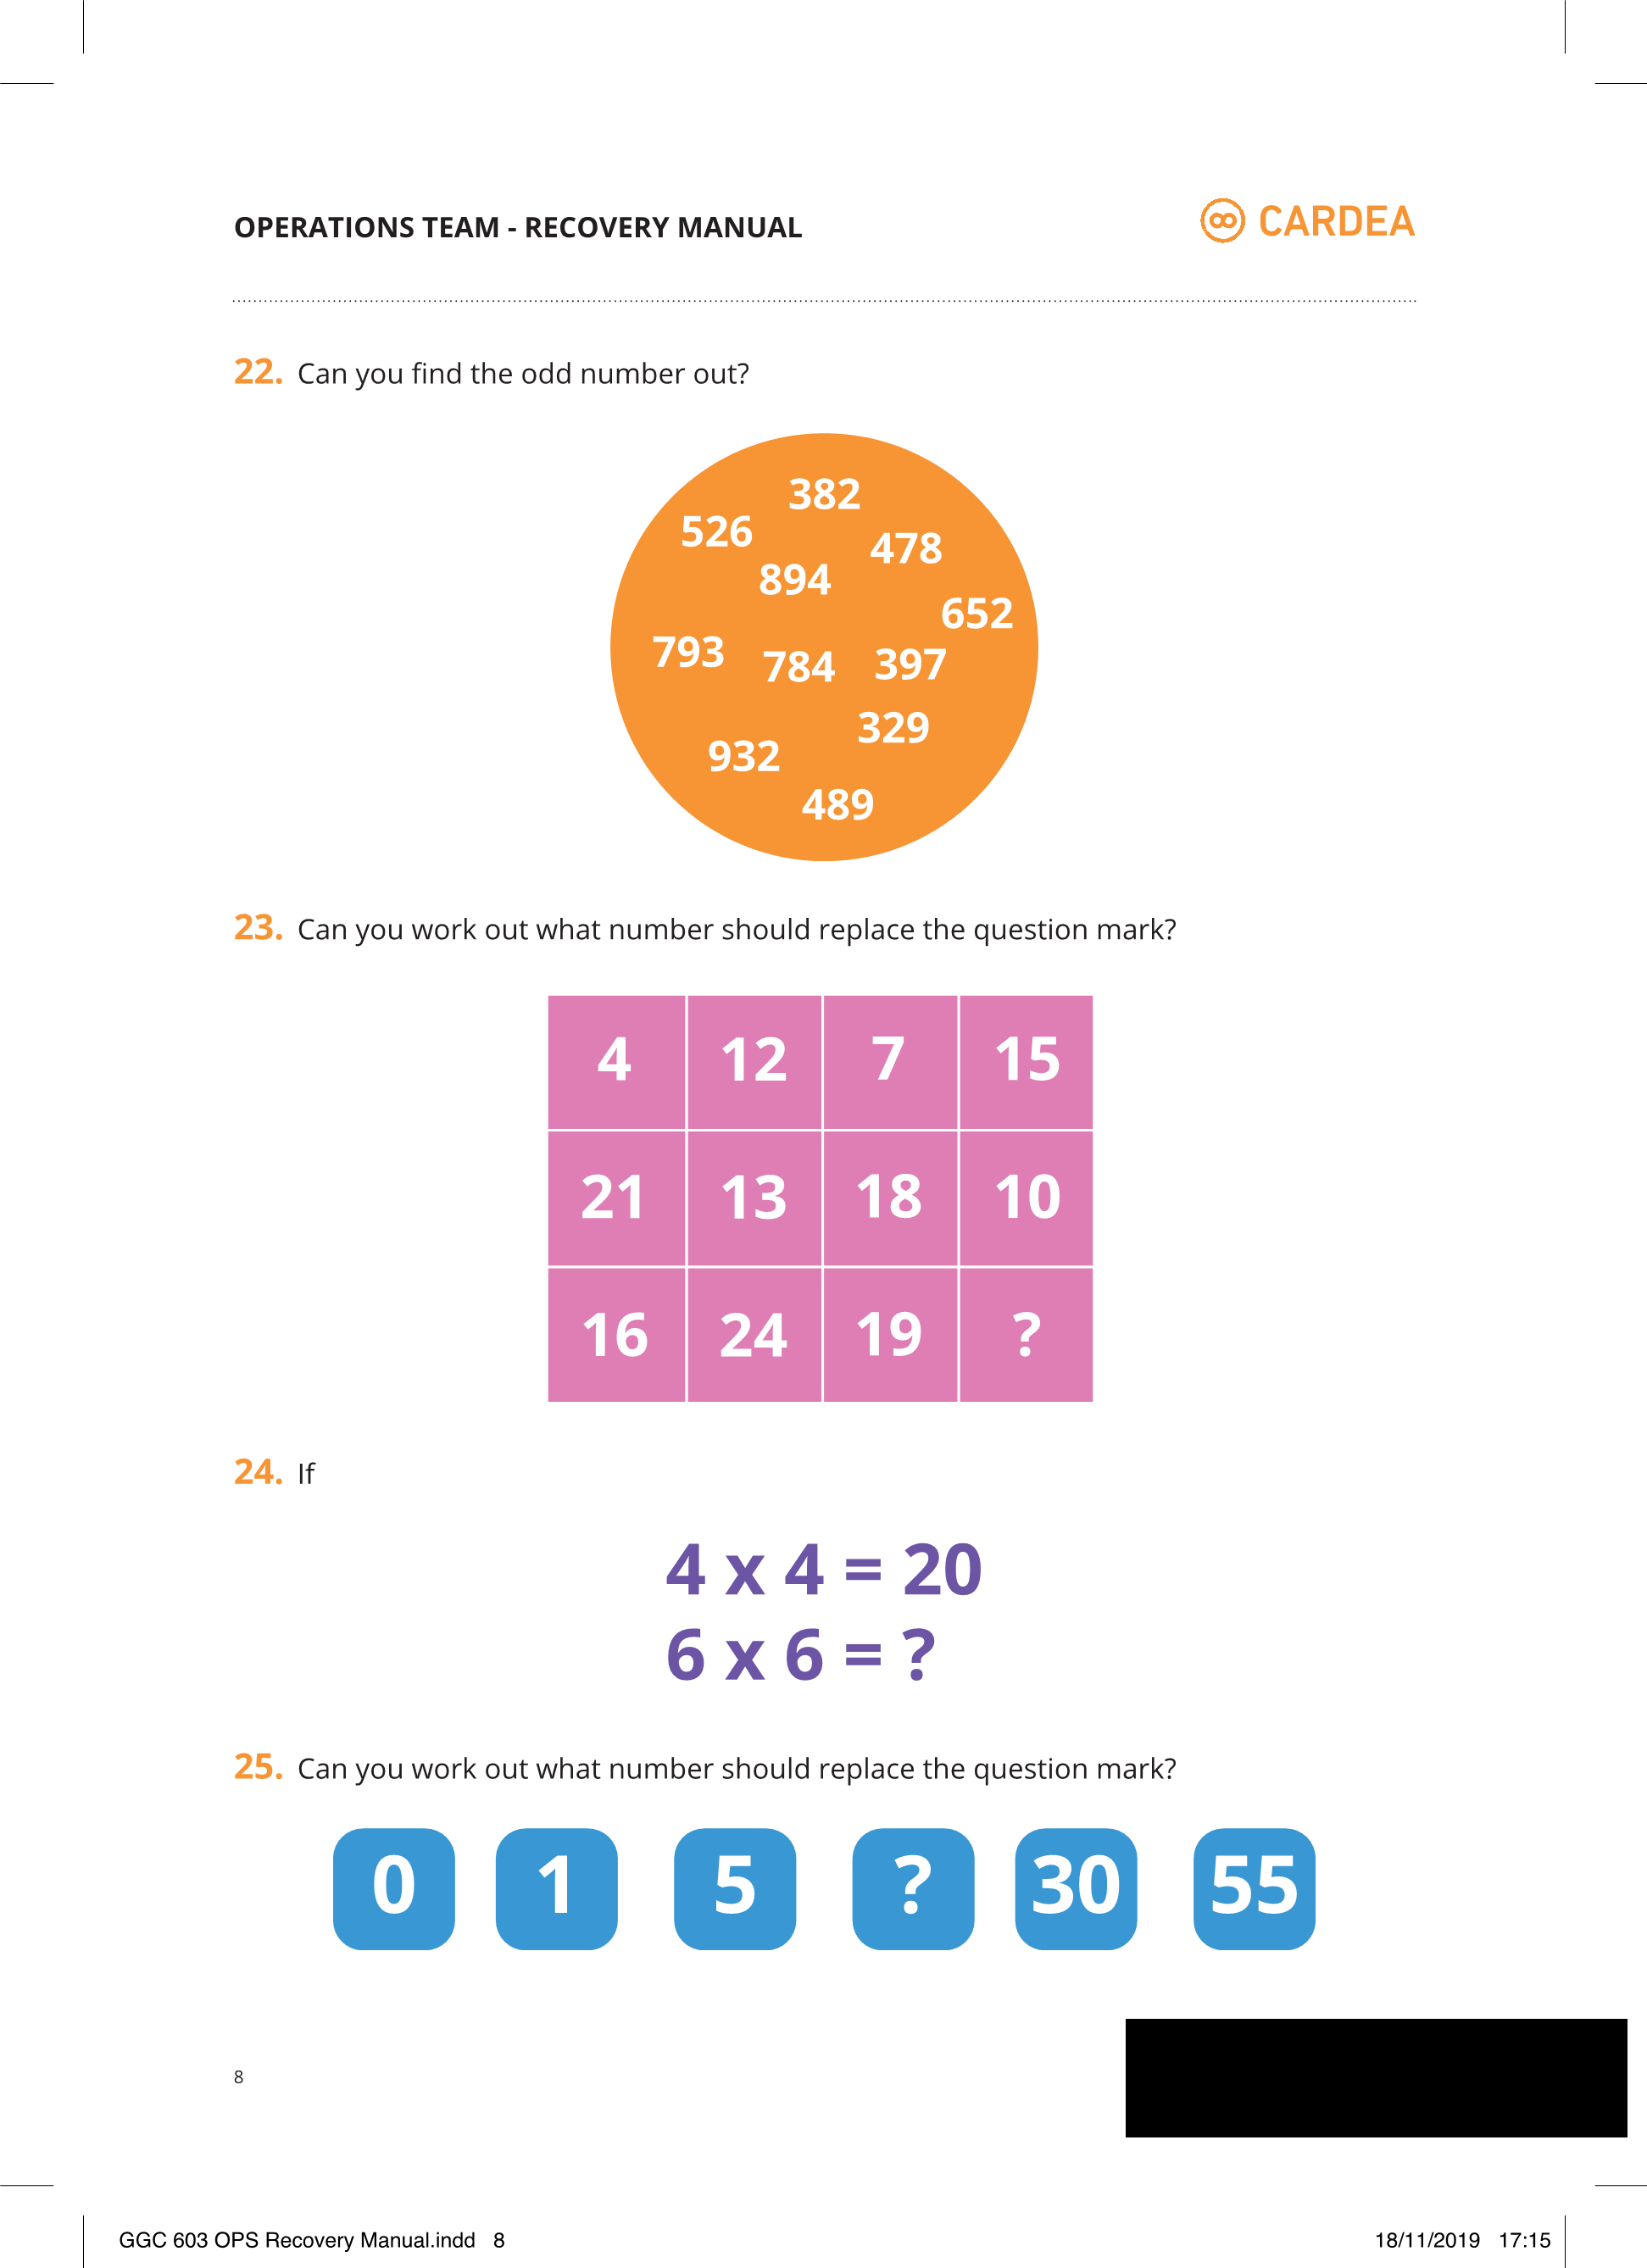 OPERATIONS TEAM - RECOVERY MANUAL
CARDEA
22. Can you find the odd number out?
382
526
478
894
652
793
784
397
329
932
489
23. Can you work out what number should replace the question mark?
4 12 7 15
21 13 18 10
16 24 19 ?
24. If
4 x 4 = 20
6 x 6 = ?
25. Can you work out what number should replace the question mark?
0 1 5 ? 30 55
8
GGC 603 OPS Recovery Manual.indd 8
18/11/2019 17:15